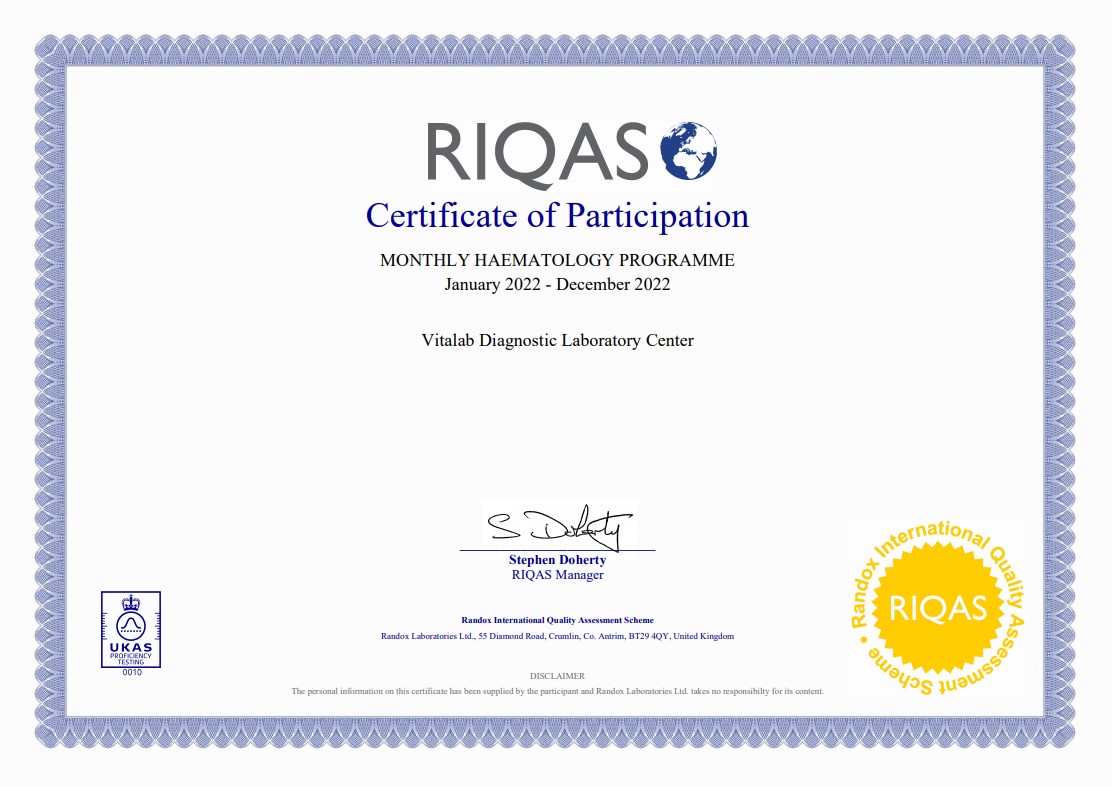 RIQAS
Certificate of Participation
MONTHLY HAEMATOLOGY PROGRAMME
January 2022 - December 2022
Vitalab Diagnostic Laboratory Center
S Doherty
Stephen Doherty
RIQAS Manager
Randox International Quality Assessment Scheme
Randox Laboratories Ltd., 55 Diamond Road, Crumlin, Co. Antrim, BT29 4QY, United Kingdom
UKAS
PROFICIENCY
TESTING
0010
Randox International Quality Assessment Scheme •
RIQAS
DISCLAIMER
The personal information on this certificate has been supplied by the participant and Randox Laboratories Ltd. takes no responsibilty for its content.